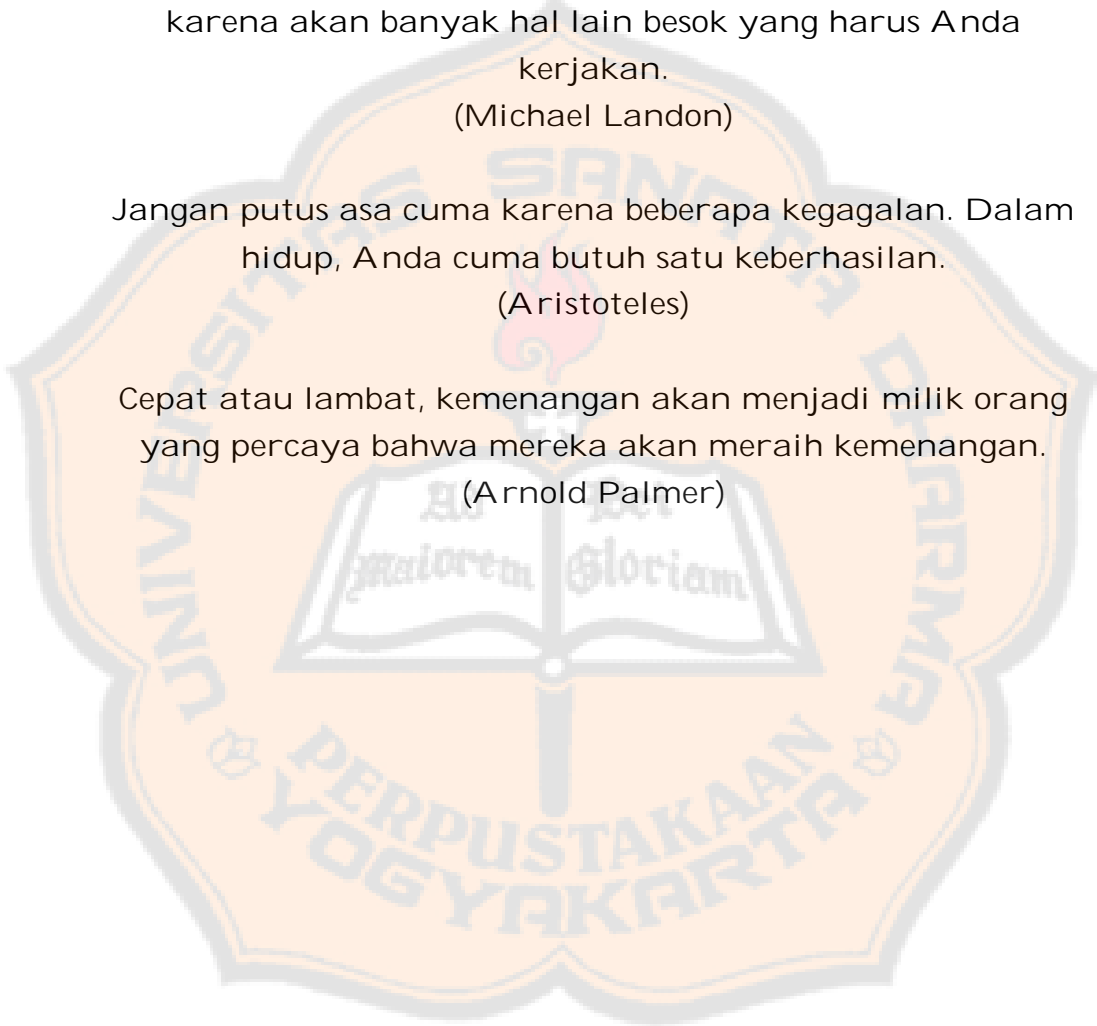 karena akan banyak hal lain besok yang harus Anda
kerjakan.
(Michael Landon)
Jangan putus asa cuma karena beberapa kegagalan. Dalam
hidup, Anda cuma butuh satu keberhasilan.
(Aristoteles)
Cepat atau lambat, kemenangan akan menjadi milik orang
yang percaya bahwa mereka akan meraih kemenangan.
(Arnold Palmer)
UNIVERSITAS SANATA DHARMA
Ad Dei
Maiorem Gloriam
PERPUSTAKAAN
YOGYAKARTA